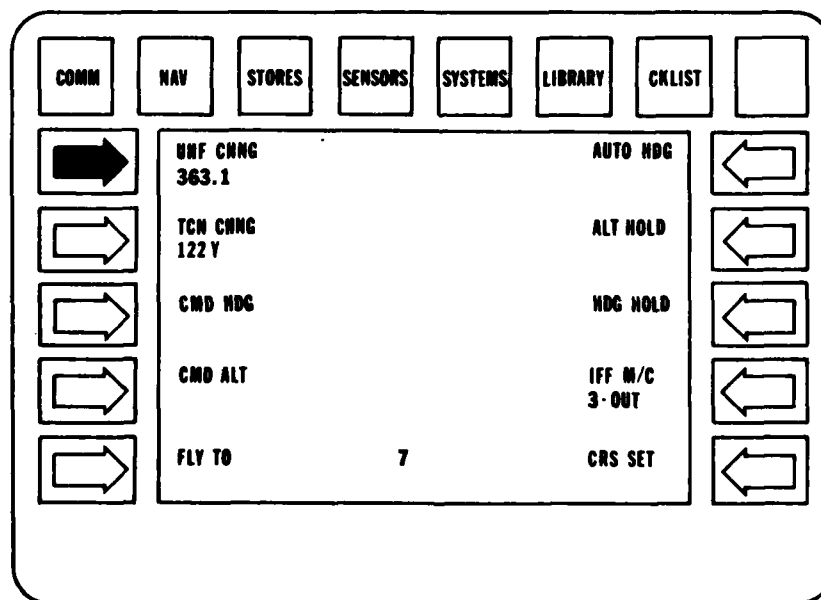 COMM NAV STORES SENSORS SYSTEMS LIBRARY CKLIST
UHF CHNG AUTO HDG
363.1
TCN CHNG ALT HOLD
122 Y
CMD HDG HDG HOLD
CMD ALT IFF M/C
3-OUT
FLY TO 7 CRS SET